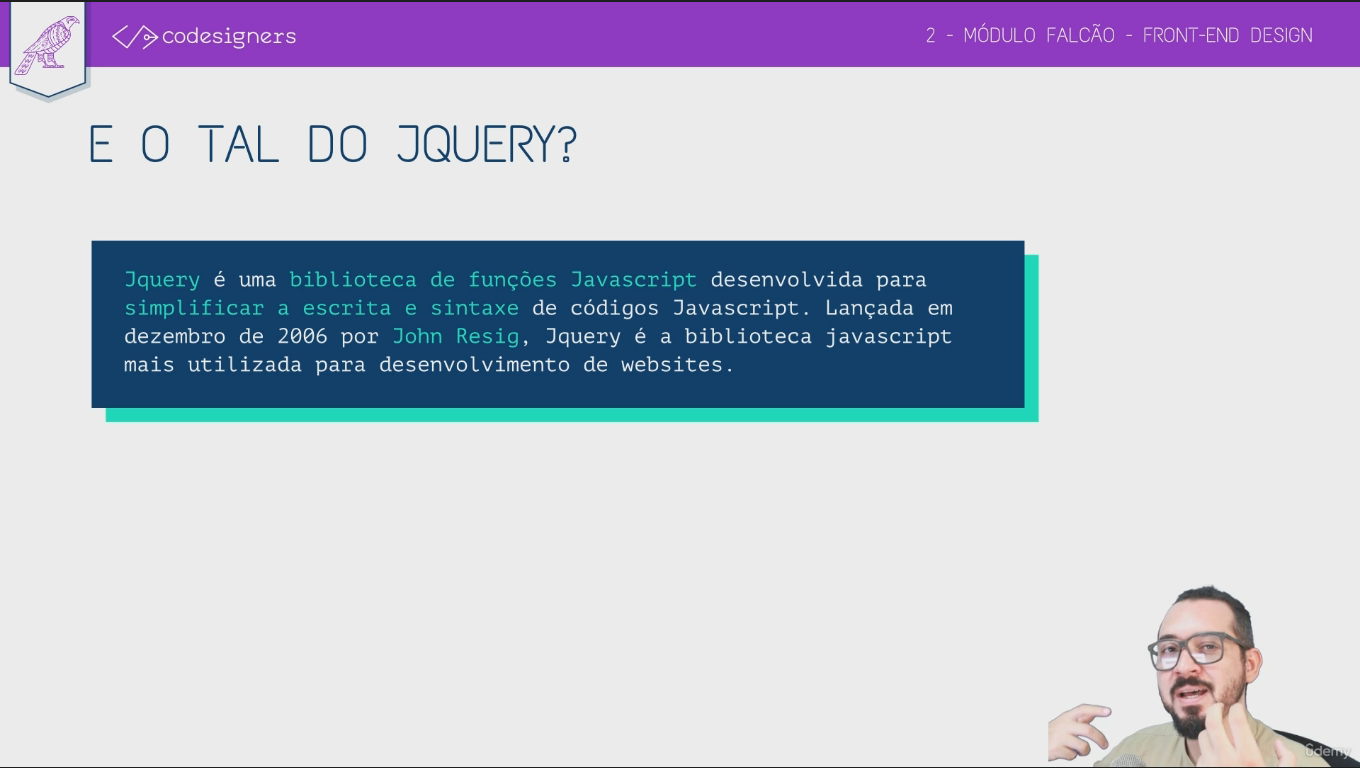 codesigners
2 - MÓDULO FALCÃO - FRONT-END DESIGN
E O TAL DO JQUERY?
Jquery é uma biblioteca de funções Javascript desenvolvida para
simplificar a escrita e sintaxe de códigos Javascript. Lançada em
dezembro de 2006 por John Resig, Jquery é a biblioteca javascript
mais utilizada para desenvolvimento de websites.
ûdemy